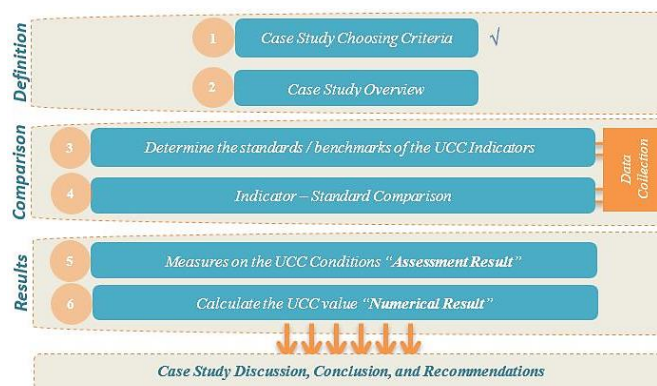 Definition
1
Case Study Choosing Criteria
√
2
Case Study Overview
Comparison
3
Determine the standards / benchmarks of the UCC Indicators
4
Indicator – Standard Comparison
Data
Collection
Results
5
Measures on the UCC Conditions “Assessment Result”
6
Calculate the UCC value “Numerical Result”
Case Study Discussion, Conclusion, and Recommendations